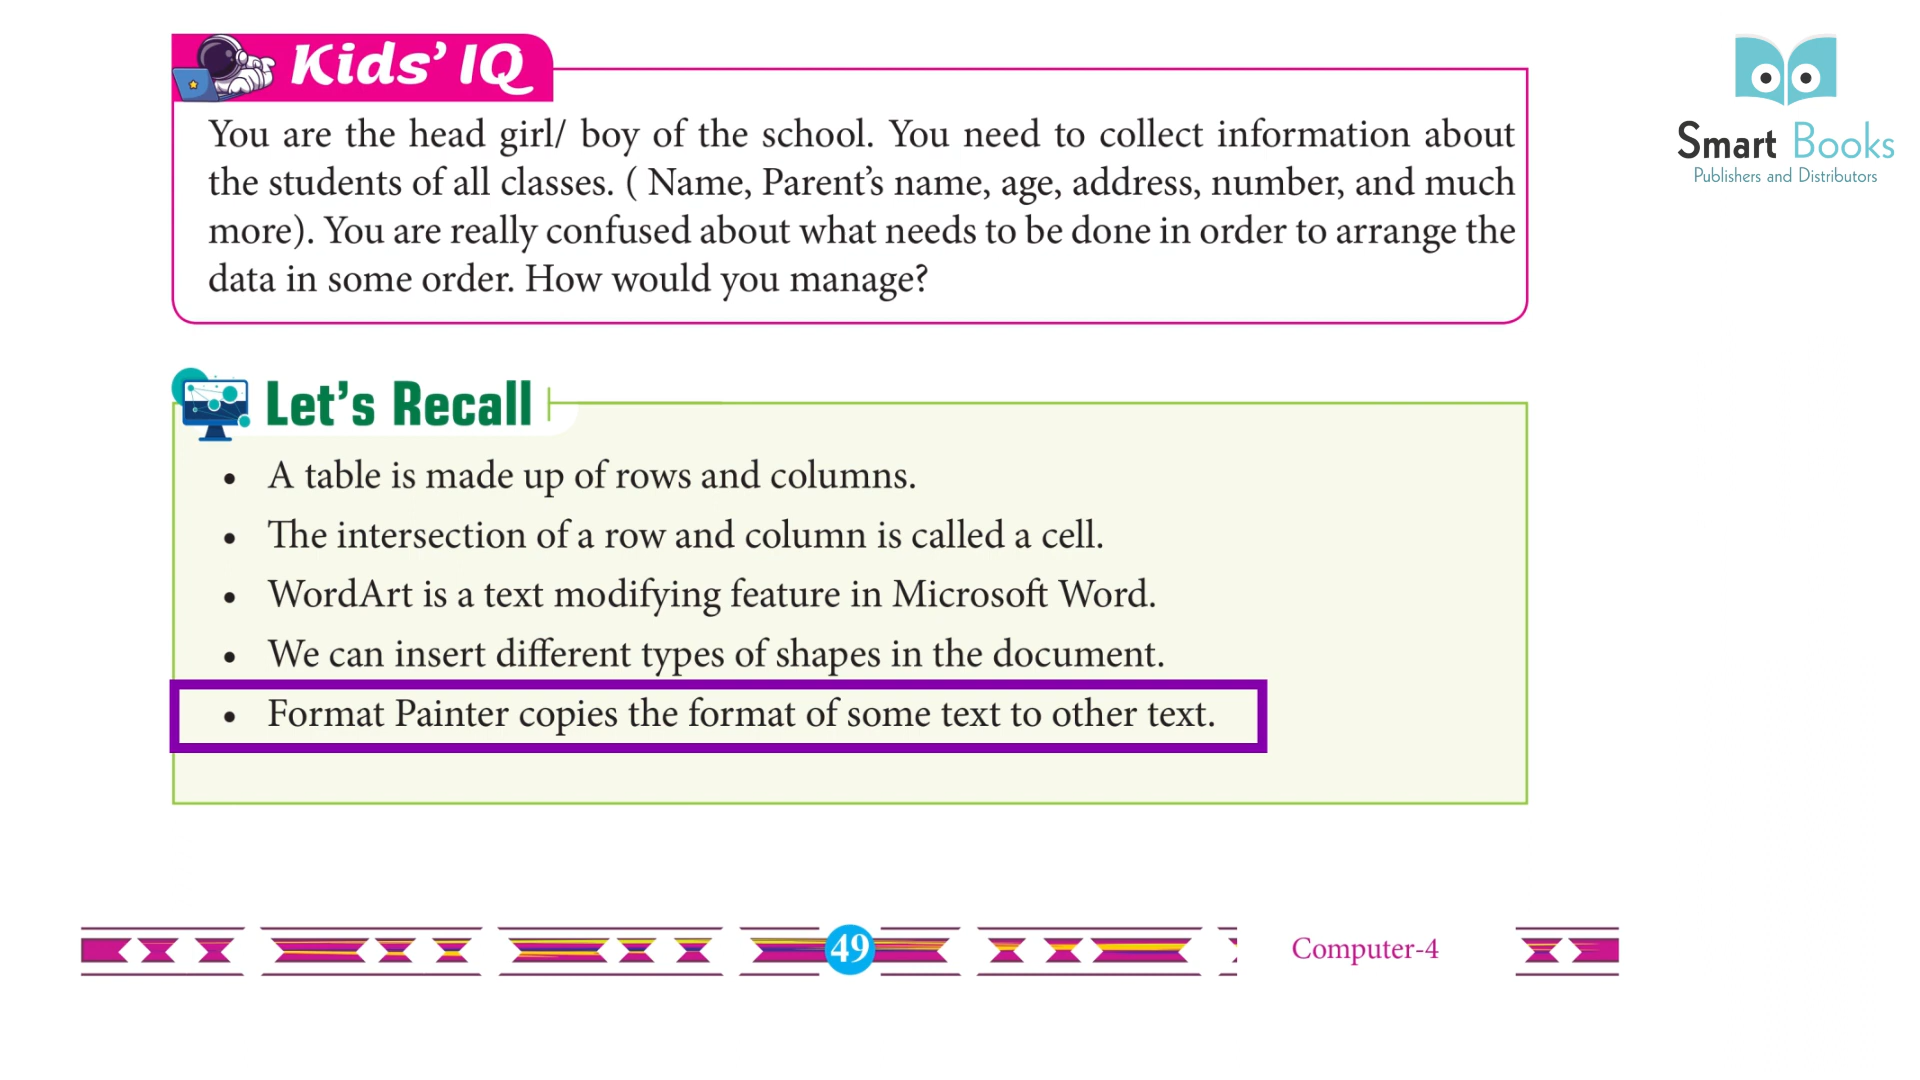 Kids' IQ
You are the head girl/ boy of the school. You need to collect information about
the students of all classes. ( Name, Parent's name, age, address, number, and much
more). You are really confused about what needs to be done in order to arrange the
data in some order. How would you manage?
Smart Books
Publishers and Distributors
Let's Recall
• A table is made up of rows and columns.
• The intersection of a row and column is called a cell.
• WordArt is a text modifying feature in Microsoft Word.
• We can insert different types of shapes in the document.
• Format Painter copies the format of some text to other text.
49
Computer-4